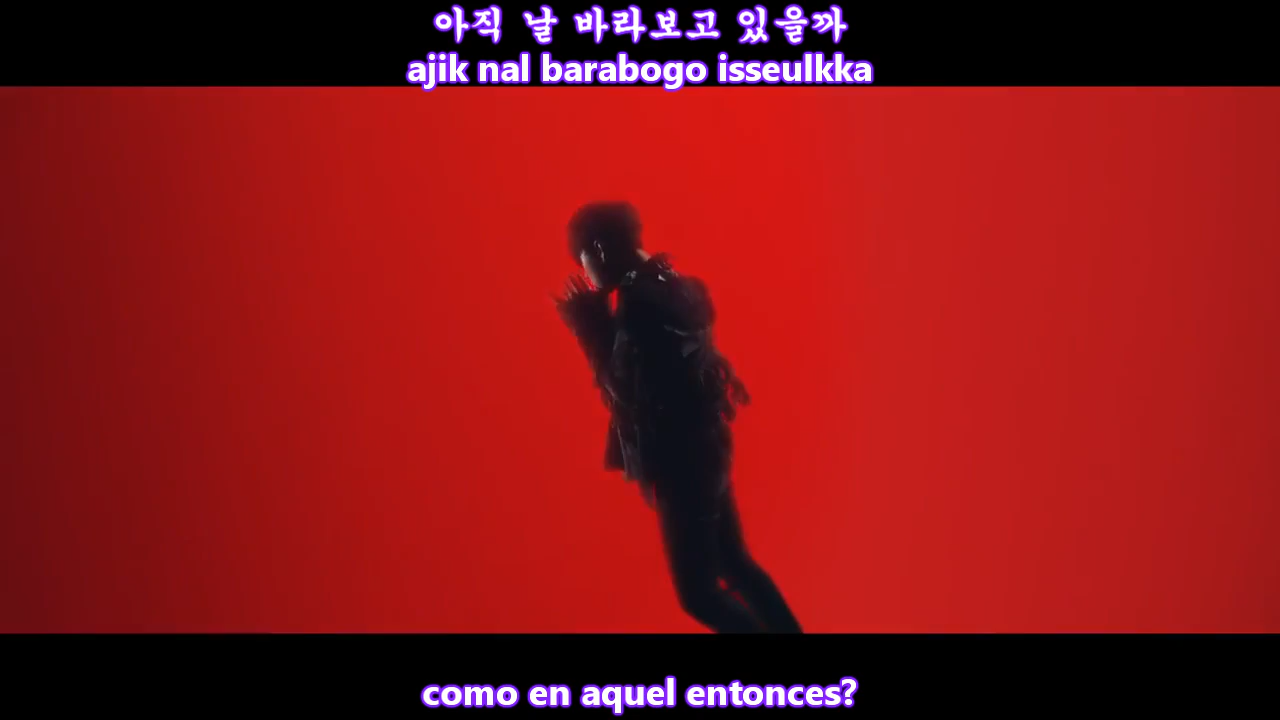 아직 날 바라보고 있을까
ajik nal barabogo isseulkka
como en aquel entonces?